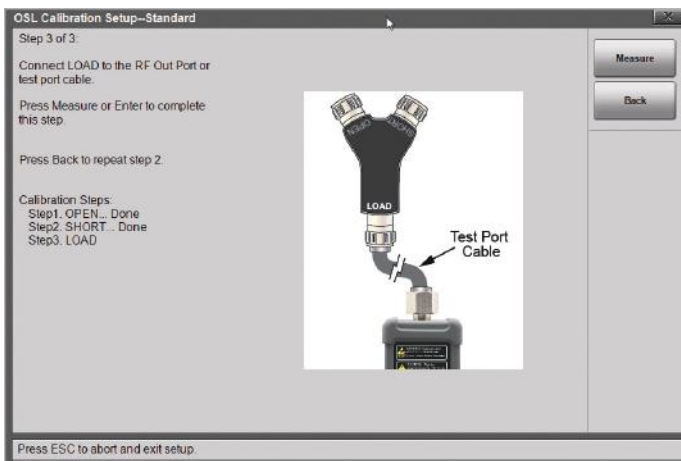 OSL Calibration Setup--Standard
Step 3 of 3:
Connect LOAD to the RF Out Port or
test port cable.
Press Measure or Enter to complete
this step.
Press Back to repeat step 2.
Calibration Steps:
Step1. OPEN... Done
Step2. SHORT... Done
Step3. LOAD
OPEN
SHORT
LOAD
Test Port
Cable
Measure
Back
Press ESC to abort and exit setup.